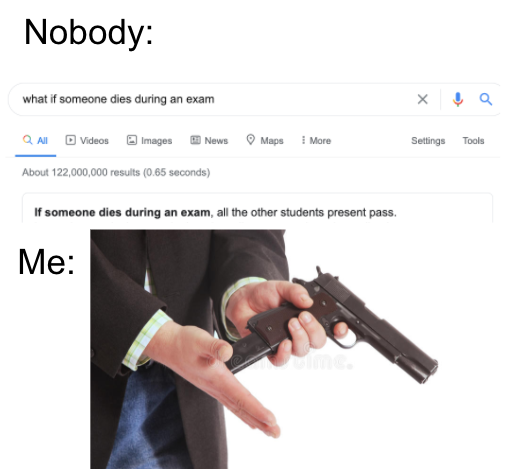 Nobody:
what if someone dies during an exam
All Videos Images News Maps More Settings Tools
About 122,000,000 results (0.65 seconds)
If someone dies during an exam, all the other students present pass.
Me: